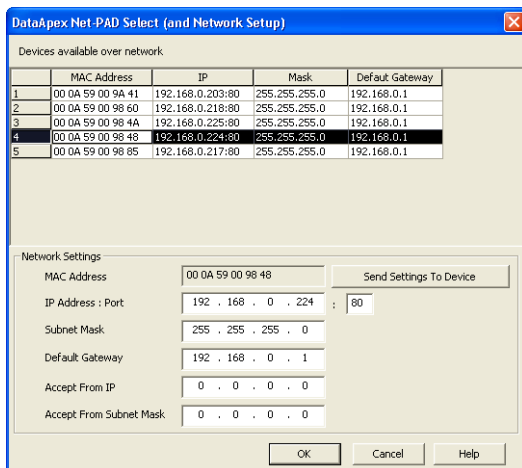 DataApex Net-PAD Select (and Network Setup)
Devices available over network
MAC Address IP Mask Defaut Gateway
1 00 0A 59 00 9A 41 192.168.0.203:80 255.255.255.0 192.168.0.1
2 00 0A 59 00 98 60 192.168.0.218:80 255.255.255.0 192.168.0.1
3 00 0A 59 00 98 4A 192.168.0.225:80 255.255.255.0 192.168.0.1
4 00 0A 59 00 98 48 192.168.0.224:80 255.255.255.0 192.168.0.1
5 00 0A 59 00 98 85 192.168.0.217:80 255.255.255.0 192.168.0.1
Network Settings
MAC Address 00 0A 59 00 98 48 Send Settings To Device
IP Address : Port 192 . 168 . 0 . 224 : 80
Subnet Mask 255 . 255 . 255 . 0
Default Gateway 192 . 168 . 0 . 1
Accept From IP 0 . 0 . 0 . 0
Accept From Subnet Mask 0 . 0 . 0 . 0
OK Cancel Help